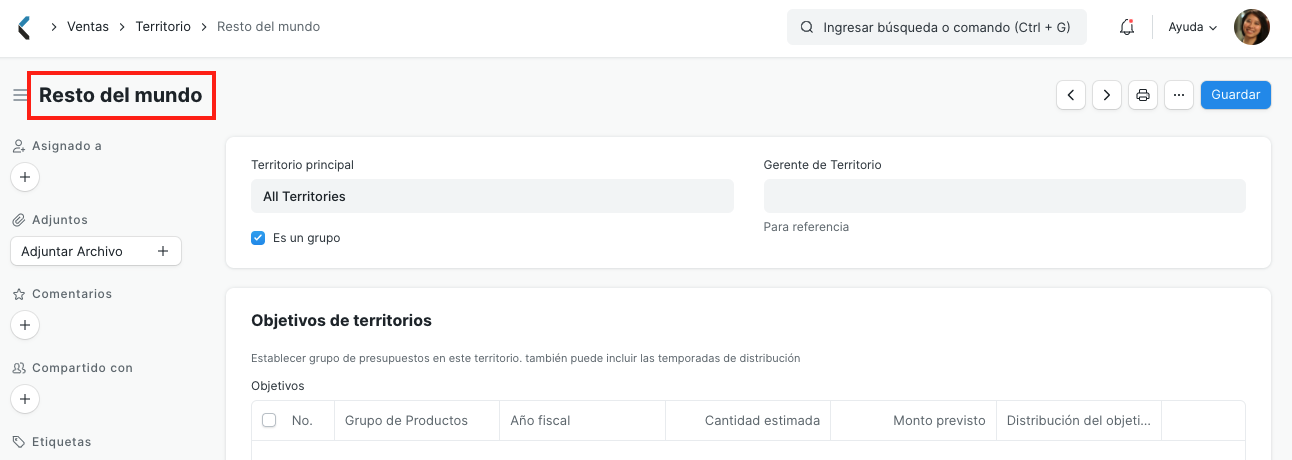 Ventas Territorio Resto del mundo Ingresar búsqueda o comando (Ctrl + G) Ayuda
Resto del mundo Guardar
Asignado a
Adjuntos
Adjuntar Archivo
Comentarios
Compartido con
Etiquetas
Territorio principal Gerente de Territorio
All Territories
Para referencia
Es un grupo
Objetivos de territorios
Establecer grupo de presupuestos en este territorio. también puede incluir las temporadas de distribución
Objetivos
No. Grupo de Productos Año fiscal Cantidad estimada Monto previsto Distribución del objeti...